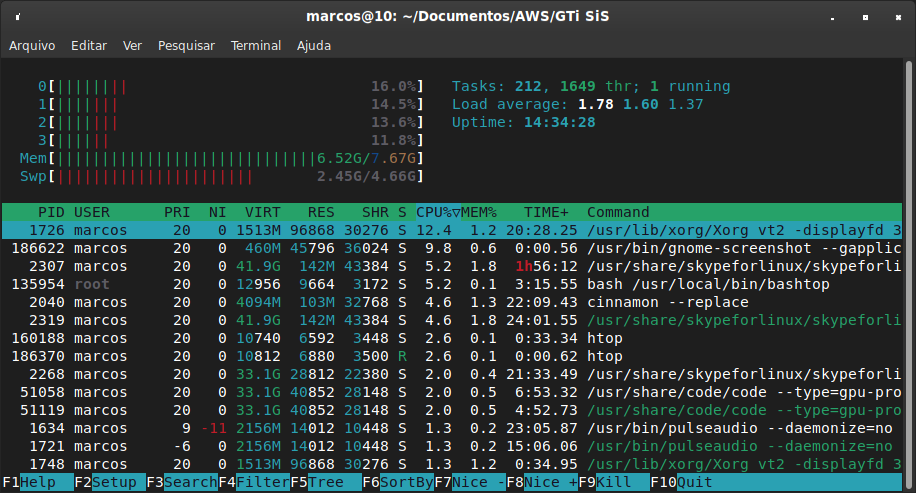 marcos@10: ~/Documentos/AWS/GTi SiS
Arquivo Editar Ver Pesquisar Terminal Ajuda
0[|||||||| 16.0%] Tasks: 212, 1649 thr; 1 running
1[||||||| 14.5%] Load average: 1.78 1.60 1.37
2[||||||| 13.6%] Uptime: 14:34:28
3[|||||| 11.8%]
Mem[|||||||||||||||||||||||||||||6.52G/7.67G]
Swp[|||||||||||||||||||||| 2.45G/4.66G]
PID USER PRI NI VIRT RES SHR S CPU%▽MEM% TIME+ Command
1726 marcos 20 0 1513M 96868 30276 S 12.4 1.2 20:28.25 /usr/lib/xorg/Xorg vt2 -displayfd 3
186622 marcos 20 0 460M 45796 36024 S 9.8 0.6 0:00.56 /usr/bin/gnome-screenshot --gapplic
2307 marcos 20 0 41.9G 142M 43384 S 5.2 1.8 1h56:12 /usr/share/skypeforlinux/skypeforli
135954 root 20 0 12956 9664 3172 S 5.2 0.1 3:15.55 bash /usr/local/bin/bashtop
2040 marcos 20 0 4094M 103M 32768 S 4.6 1.3 22:09.43 cinnamon --replace
2319 marcos 20 0 41.9G 142M 43384 S 4.6 1.8 24:01.55 /usr/share/skypeforlinux/skypeforli
160188 marcos 20 0 10740 6592 3448 S 2.6 0.1 0:33.34 htop
186370 marcos 20 0 10812 6880 3500 R 2.6 0.1 0:00.62 htop
2268 marcos 20 0 33.1G 28812 22380 S 2.0 0.4 21:33.49 /usr/share/skypeforlinux/skypeforli
51058 marcos 20 0 33.1G 40852 28148 S 2.0 0.5 6:53.32 /usr/share/code/code --type=gpu-pro
51119 marcos 20 0 33.1G 40852 28148 S 2.0 0.5 4:52.73 /usr/share/code/code --type=gpu-pro
1634 marcos 9 -11 2156M 14012 10448 S 1.3 0.2 23:05.87 /usr/bin/pulseaudio --daemonize=no
1721 marcos -6 0 2156M 14012 10448 S 1.3 0.2 15:06.06 /usr/bin/pulseaudio --daemonize=no
1748 marcos 20 0 1513M 96868 30276 S 1.3 1.2 0:34.95 /usr/lib/xorg/Xorg vt2 -displayfd 3
F1Help F2Setup F3SearchF4FilterF5Tree F6SortByF7Nice -F8Nice +F9Kill F10Quit